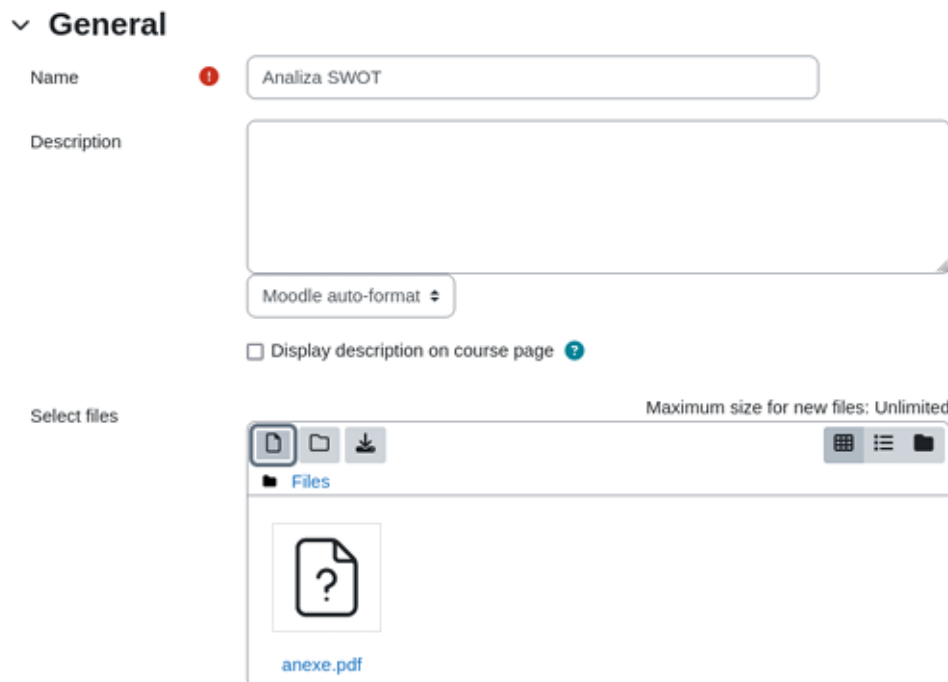 General
Name
Analiza SWOT
Description
Moodle auto-format
Display description on course page
Maximum size for new files: Unlimited
Select files
Files
anexe.pdf